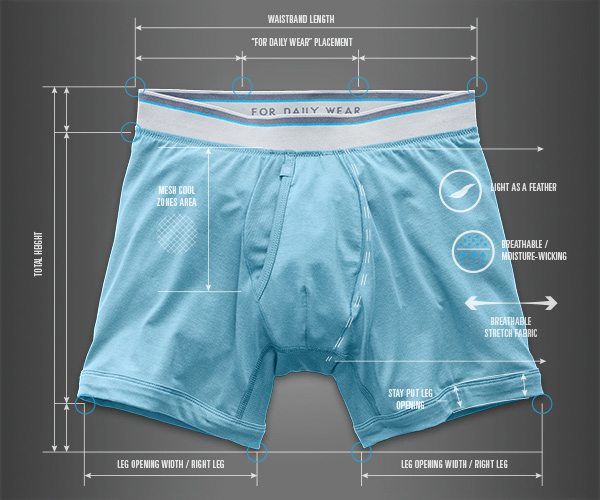 WAISTBAND LENGTH
"FOR DAILY WEAR" PLACEMENT
FOR DAILY WEAR
MESH COOL
ZONES AREA
LIGHT AS A FEATHER
BREATHABLE /
MOISTURE-WICKING
TOTAL HEIGHT
BREATHABLE
STRETCH FABRIC
STAY PUT LEG
OPENING
LEG OPENING WIDTH / RIGHT LEG
LEG OPENING WIDTH / RIGHT LEG